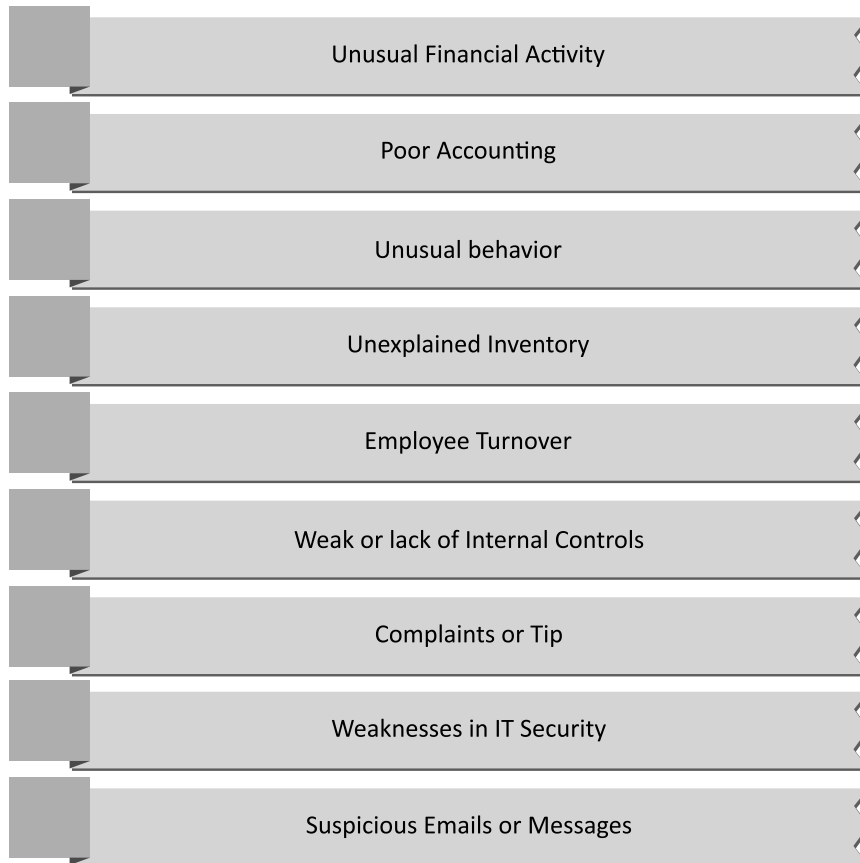 Unusual Financial Activity
Poor Accounting
Unusual behavior
Unexplained Inventory
Employee Turnover
Weak or lack of Internal Controls
Complaints or Tip
Weaknesses in IT Security
Suspicious Emails or Messages